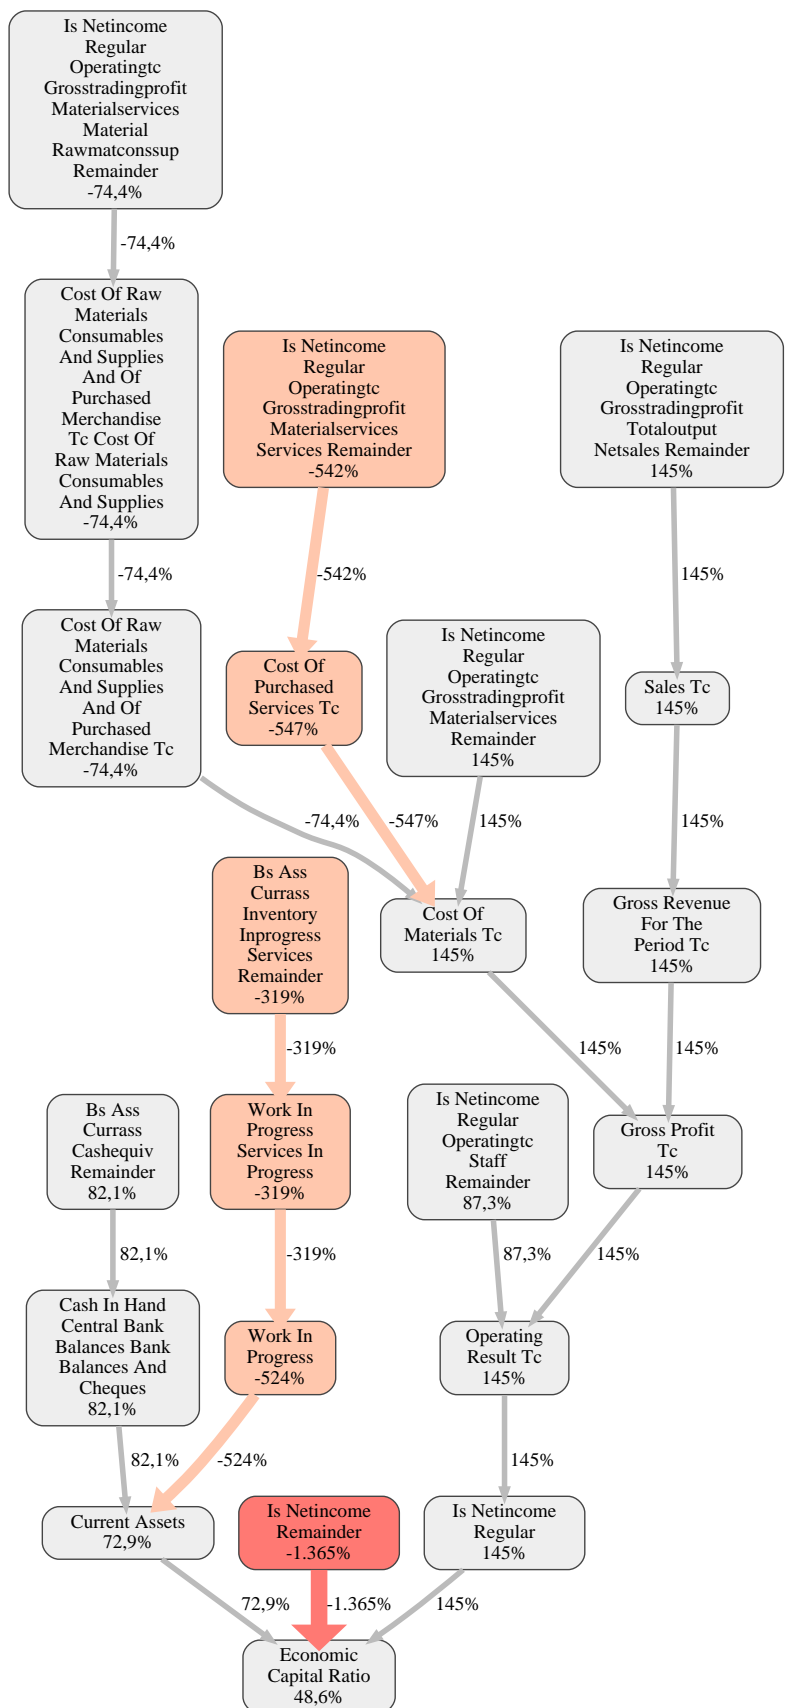 Is Netincome
Regular
Operatingtc
Grosstradingprofit
Materialservices
Material
Rawmatconssup
Remainder
-74,4%
-74,4%
Cost Of Raw
Materials
Consumables
And Supplies
And Of
Purchased
Merchandise
Tc Cost Of
Raw Materials
Consumables
And Supplies
-74,4%
Is Netincome
Regular
Operatingtc
Grosstradingprofit
Materialservices
Services Remainder
-542%
Is Netincome
Regular
Operatingtc
Grosstradingprofit
Totaloutput
Netsales Remainder
145%
-74,4%
-542%
145%
Cost Of Raw
Materials
Consumables
And Supplies
And Of
Purchased
Merchandise Tc
-74,4%
Cost Of
Purchased
Services Tc
-547%
Is Netincome
Regular
Operatingtc
Grosstradingprofit
Materialservices
Remainder
145%
Sales Tc
145%
-74,4%
-547%
145%
145%
Bs Ass
Currass
Inventory
Inprogress
Services
Remainder
-319%
Cost Of
Materials Tc
145%
Gross Revenue
For The
Period Tc
145%
-319%
145%
145%
Bs Ass
Currass
Cashequiv
Remainder
82,1%
Work In
Progress
Services In
Progress
-319%
Is Netincome
Regular
Operatingtc
Staff
Remainder
87,3%
Gross Profit
Tc
145%
82,1%
-319%
87,3%
145%
Cash In Hand
Central Bank
Balances Bank
Balances And
Cheques
82,1%
Work In
Progress
-524%
Operating
Result Tc
145%
82,1%
-524%
145%
Current Assets
72,9%
Is Netincome
Remainder
-1.365%
Is Netincome
Regular
145%
72,9%
-1.365%
145%
Economic
Capital Ratio
48,6%